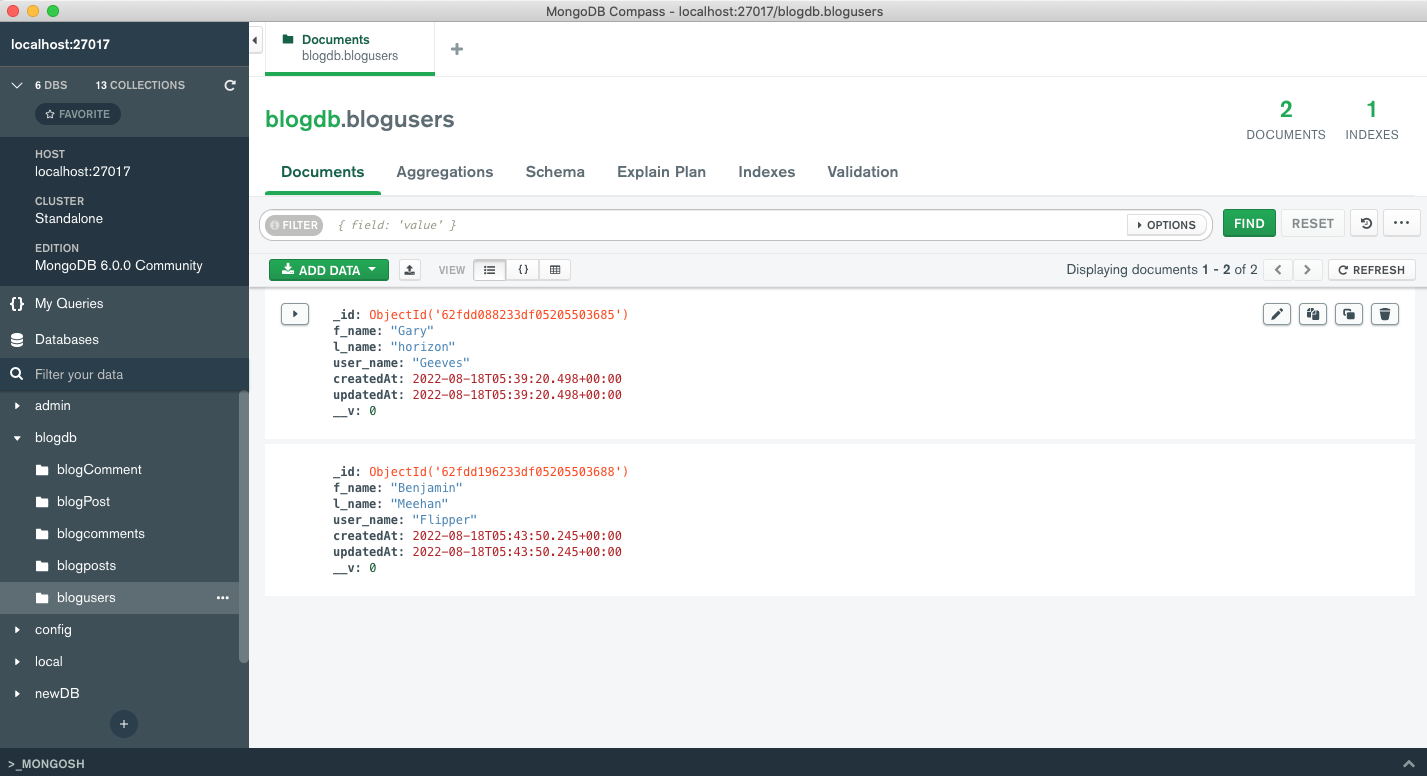 MongoDB Compass - localhost:27017/blogdb.blogusers
localhost:27017
6 DBS 13 COLLECTIONS
FAVORITE
HOST
localhost:27017
CLUSTER
Standalone
EDITION
MongoDB 6.0.0 Community
My Queries
Databases
Filter your data
admin
blogdb
blogComment
blogPost
blogcomments
blogposts
blogusers
config
local
newDB
Documents
blogdb.blogusers
blogdb.blogusers
2 DOCUMENTS
1 INDEXES
Documents Aggregations Schema Explain Plan Indexes Validation
FILTER { field: 'value' } OPTIONS FIND RESET
ADD DATA VIEW Displaying documents 1 - 2 of 2 REFRESH
_id: ObjectId('62fdd088233df05205503685')
f_name: "Gary"
l_name: "horizon"
user_name: "Geeves"
createdAt: 2022-08-18T05:39:20.498+00:00
updatedAt: 2022-08-18T05:39:20.498+00:00
__v: 0
_id: ObjectId('62fdd196233df05205503688')
f_name: "Benjamin"
l_name: "Meehan"
user_name: "Flipper"
createdAt: 2022-08-18T05:43:50.245+00:00
updatedAt: 2022-08-18T05:43:50.245+00:00
__v: 0
>_MONGOSH